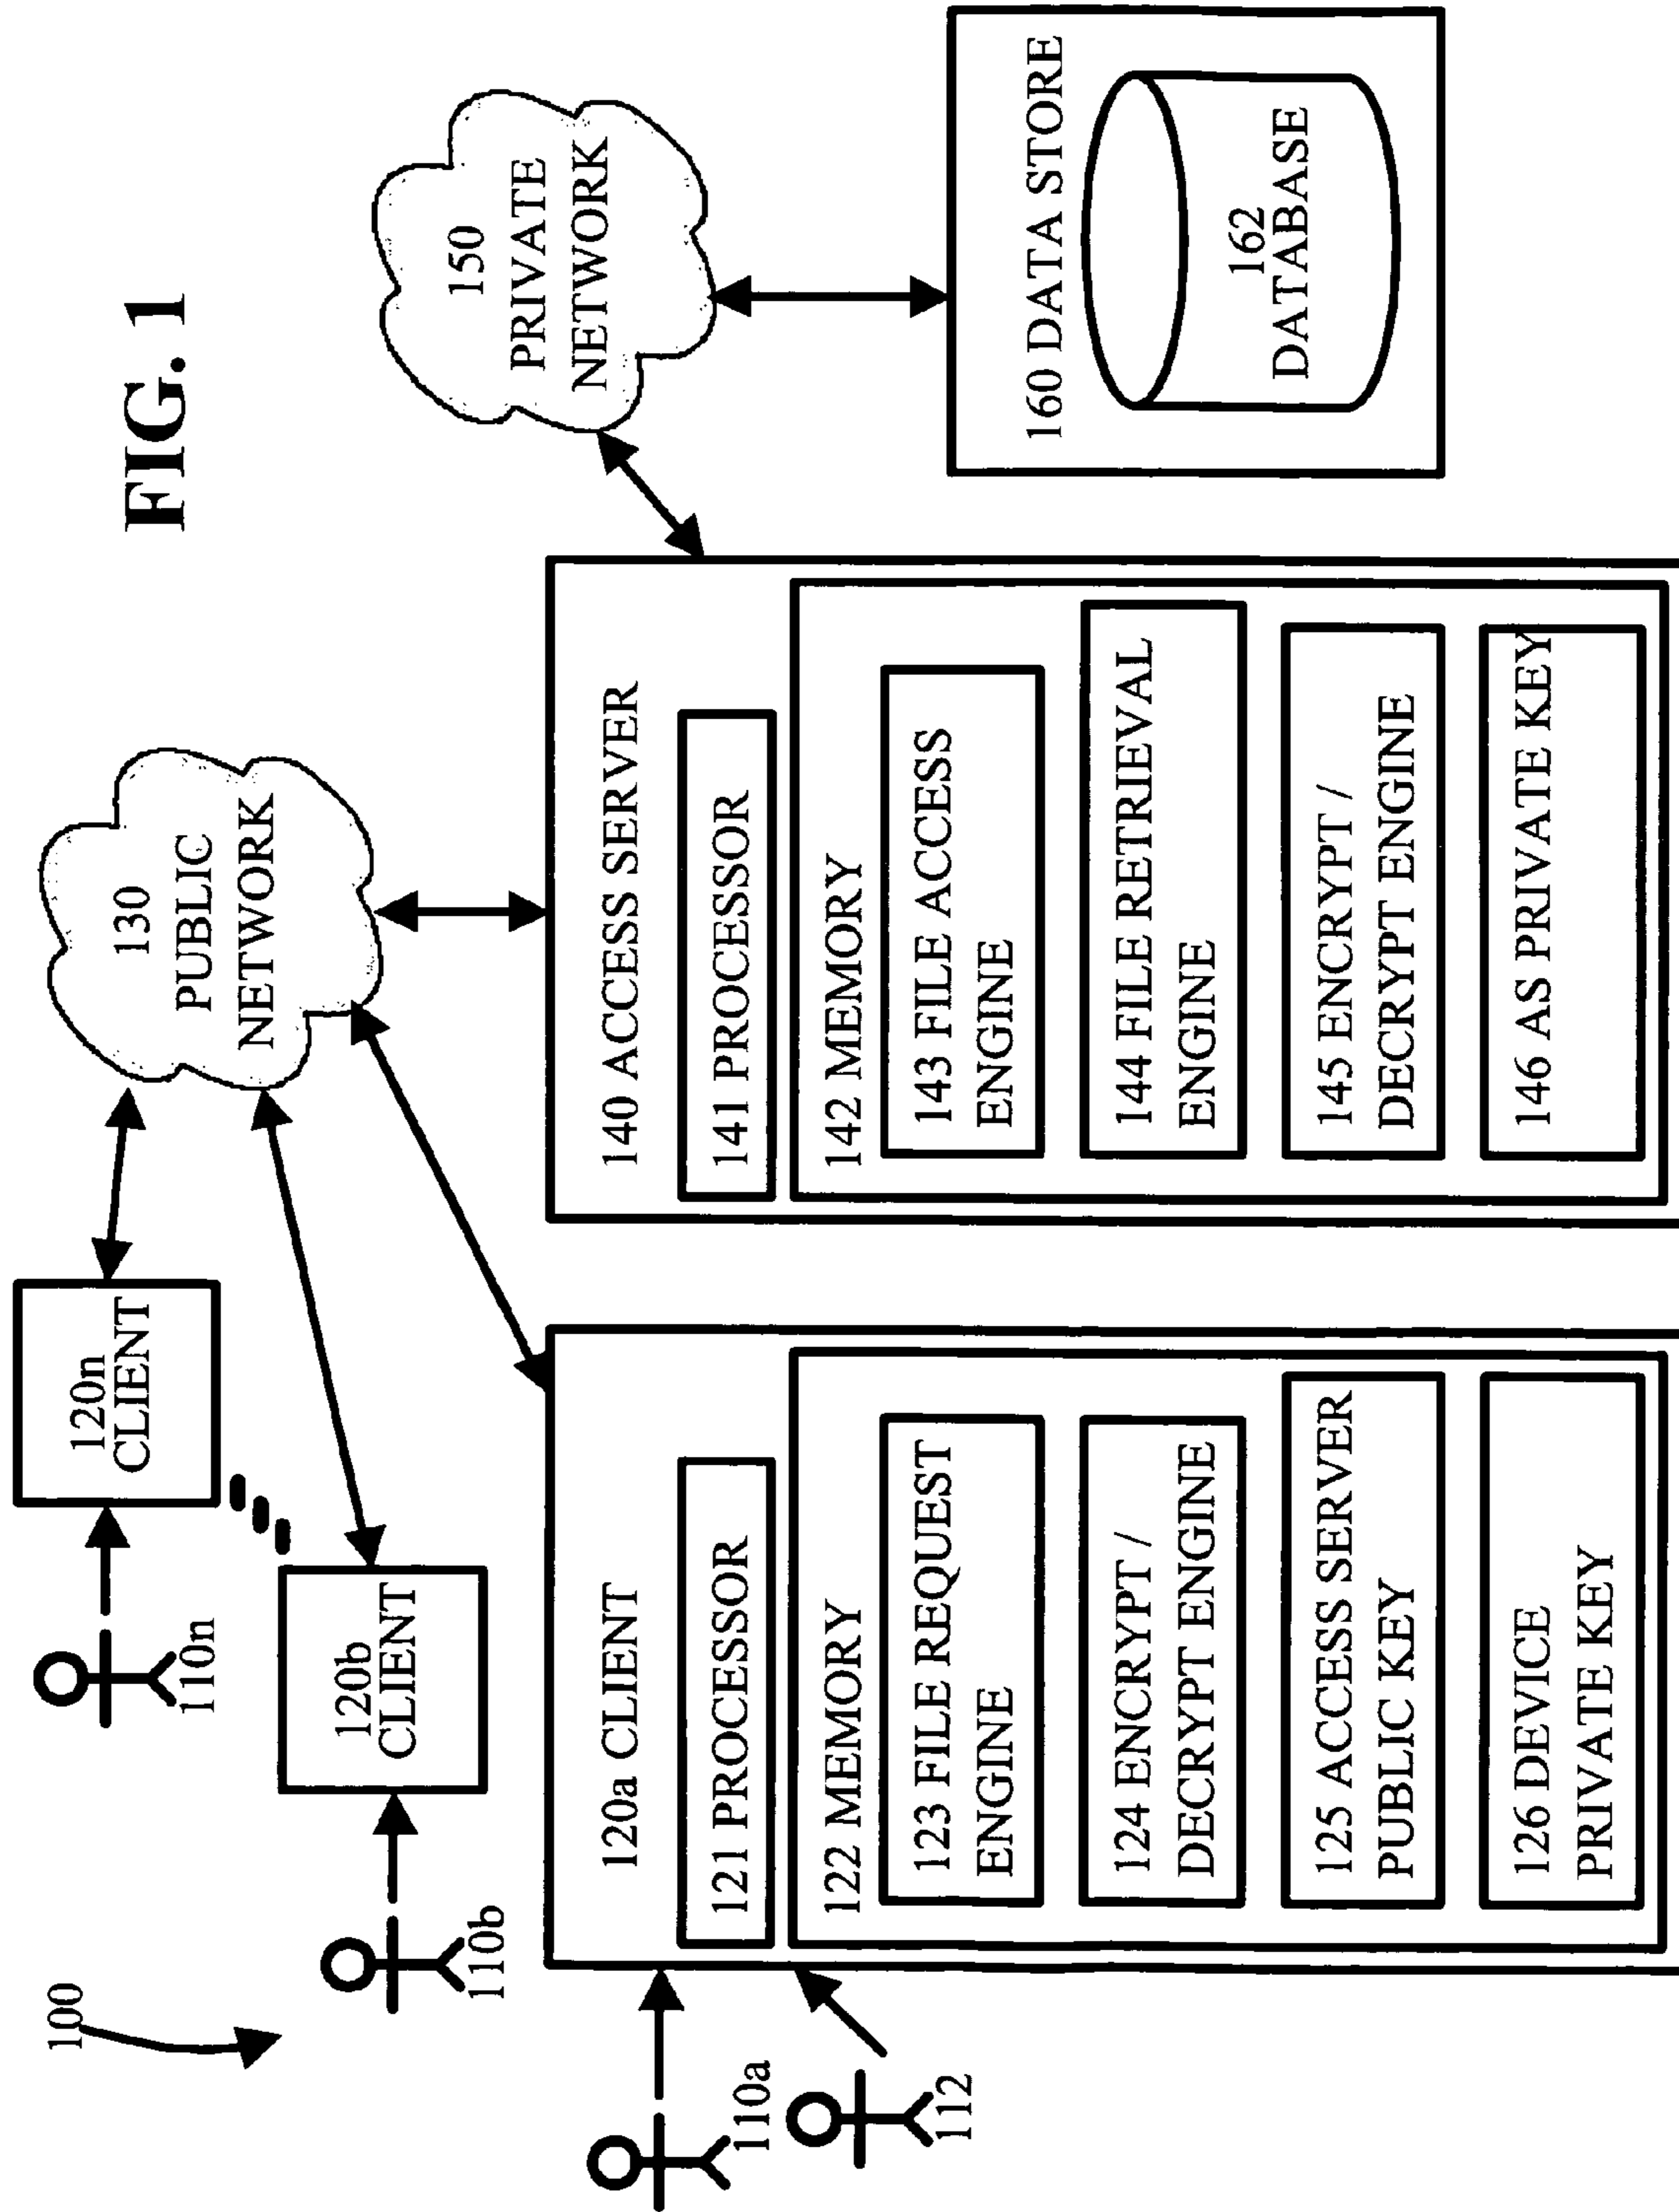 FIG. 1
100
110n
120n
CLIENT
110b
120b
CLIENT
130
PUBLIC
NETWORK
150
PRIVATE
NETWORK
110a
112
120a CLIENT
121 PROCESSOR
122 MEMORY
123 FILE REQUEST
ENGINE
124 ENCRYPT /
DECRYPT ENGINE
125 ACCESS SERVER
PUBLIC KEY
126 DEVICE
PRIVATE KEY
140 ACCESS SERVER
141 PROCESSOR
142 MEMORY
143 FILE ACCESS
ENGINE
144 FILE RETRIEVAL
ENGINE
145 ENCRYPT /
DECRYPT ENGINE
146 AS PRIVATE KEY
160 DATA STORE
162
DATABASE